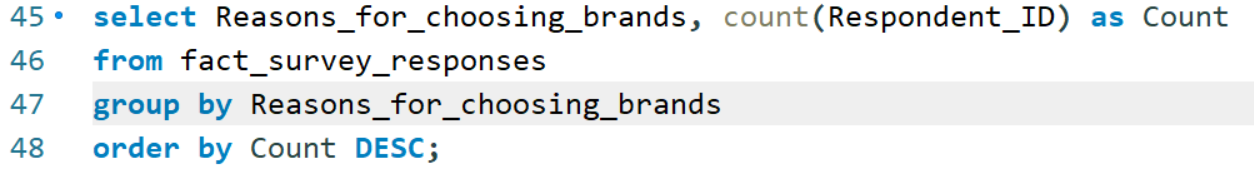 45 • select Reasons_for_choosing_brands, count(Respondent_ID) as Count
46 from fact_survey_responses
47 group by Reasons_for_choosing_brands
48 order by Count DESC;